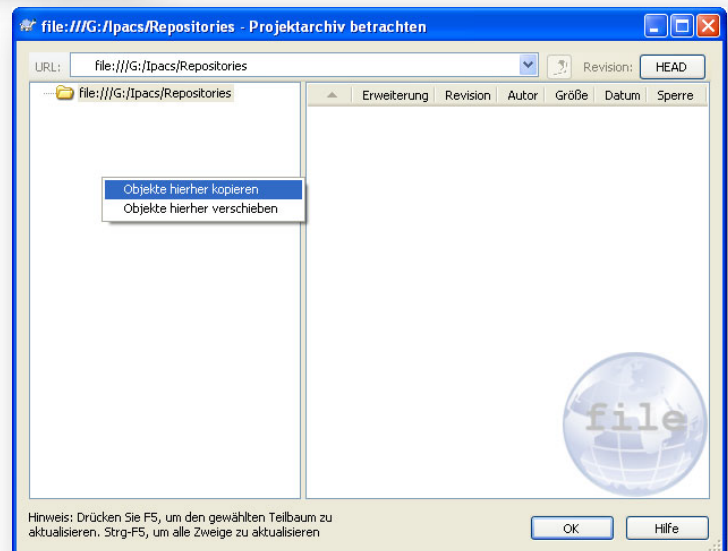 file:///G:/Ipacs/Repositories - Projektarchiv betrachten
URL: file:///G:/Ipacs/Repositories Revision: HEAD
file:///G:/Ipacs/Repositories
Erweiterung Revision Autor Größe Datum Sperre
Objekte hierher kopieren
Objekte hierher verschieben
file
Hinweis: Drücken Sie F5, um den gewählten Teilbaum zu
aktualisieren. Strg-F5, um alle Zweige zu aktualisieren
OK Hilfe